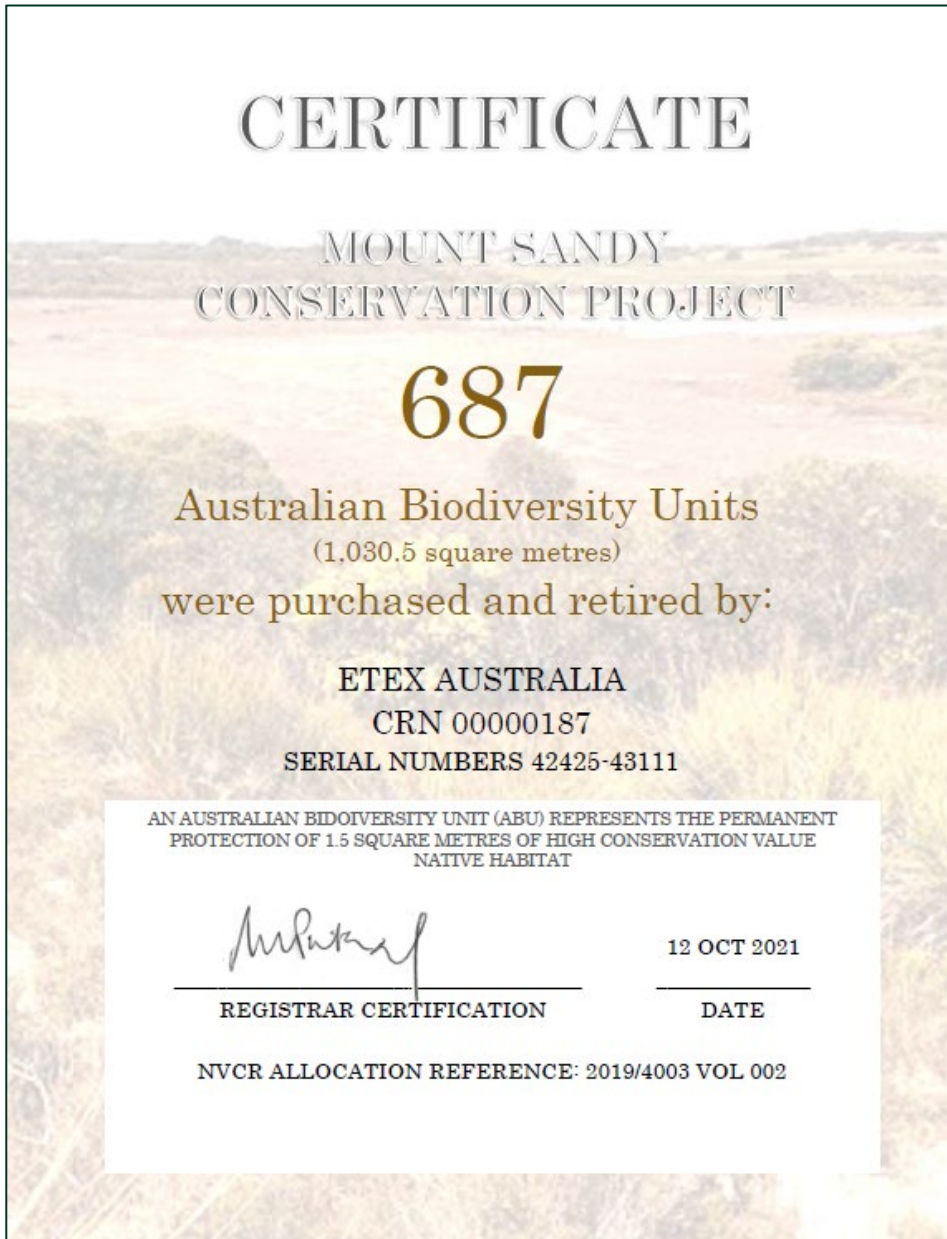 CERTIFICATE
MOUNT SANDY
CONSERVATION PROJECT
687
Australian Biodiversity Units
(1,030.5 square metres)
were purchased and retired by:
ETEX AUSTRALIA
CRN 00000187
SERIAL NUMBERS 42425-43111
AN AUSTRALIAN BIDOIVERSITY UNIT (ABU) REPRESENTS THE PERMANENT
PROTECTION OF 1.5 SQUARE METRES OF HIGH CONSERVATION VALUE
NATIVE HABITAT
12 OCT 2021
REGISTRAR CERTIFICATION DATE
NVCR ALLOCATION REFERENCE: 2019/4003 VOL 002